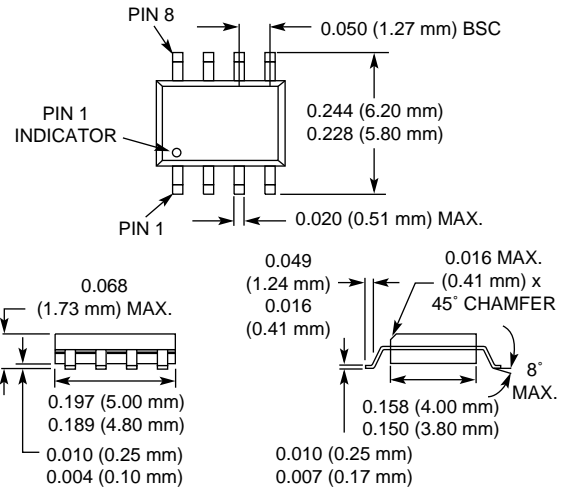 PIN 8
0.050 (1.27 mm) BSC
PIN 1
INDICATOR
0.244 (6.20 mm)
0.228 (5.80 mm)
PIN 1
0.020 (0.51 mm) MAX.
0.068
(1.73 mm) MAX.
0.197 (5.00 mm)
0.189 (4.80 mm)
0.010 (0.25 mm)
0.004 (0.10 mm)
0.049
(1.24 mm)
0.016
(0.41 mm)
0.016 MAX.
(0.41 mm) x
45˚ CHAMFER
8˚
MAX.
0.158 (4.00 mm)
0.150 (3.80 mm)
0.010 (0.25 mm)
0.007 (0.17 mm)